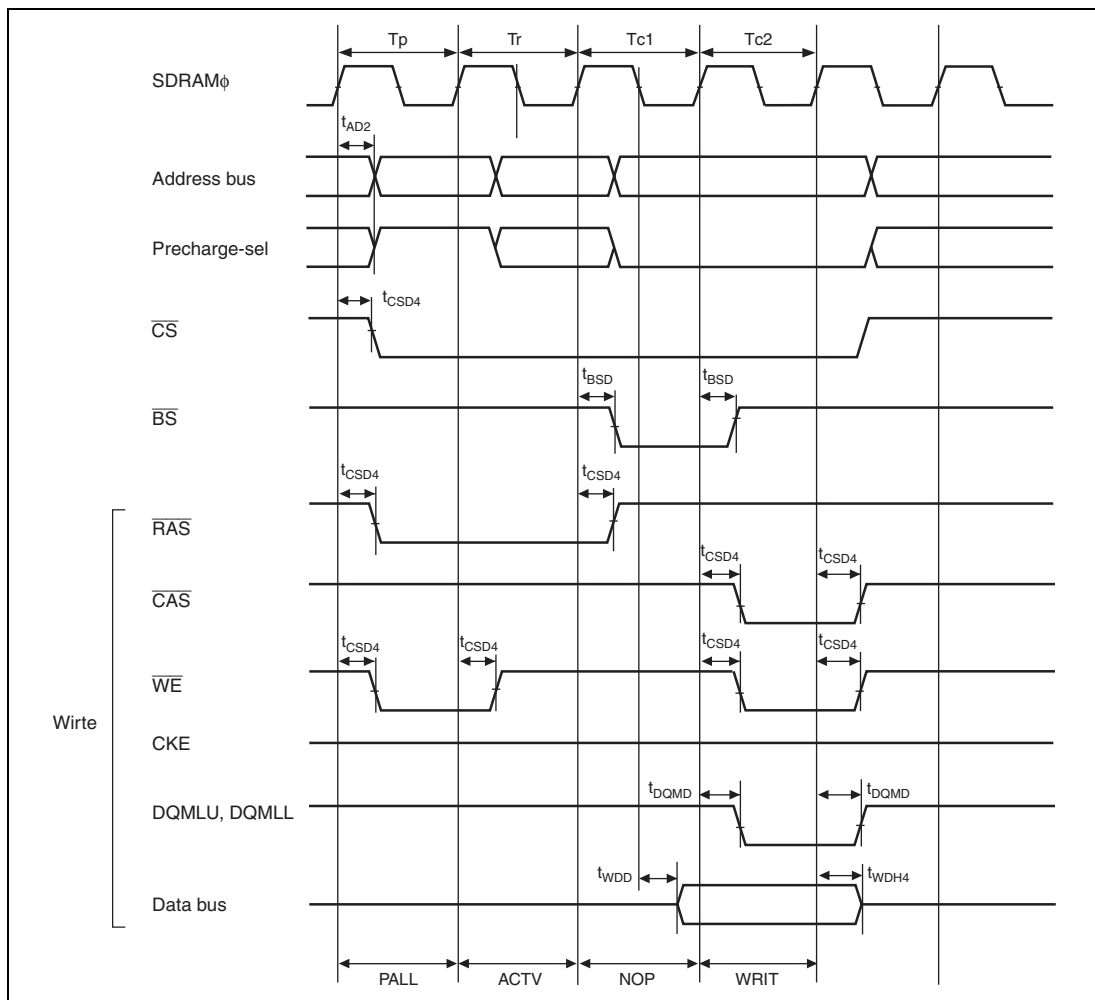 Tp Tr Tc1 Tc2
SDRAMϕ
tAD2
Address bus
Precharge-sel
tCSD4
CS
tBSD tBSD
BS
tCSD4 tCSD4
RAS
tCSD4 tCSD4
CAS
tCSD4 tCSD4 tCSD4 tCSD4
WE
Wirte
CKE
tDQMD tDQMD
DQMLU, DQMLL
tWDD tWDH4
Data bus
PALL ACTV NOP WRIT